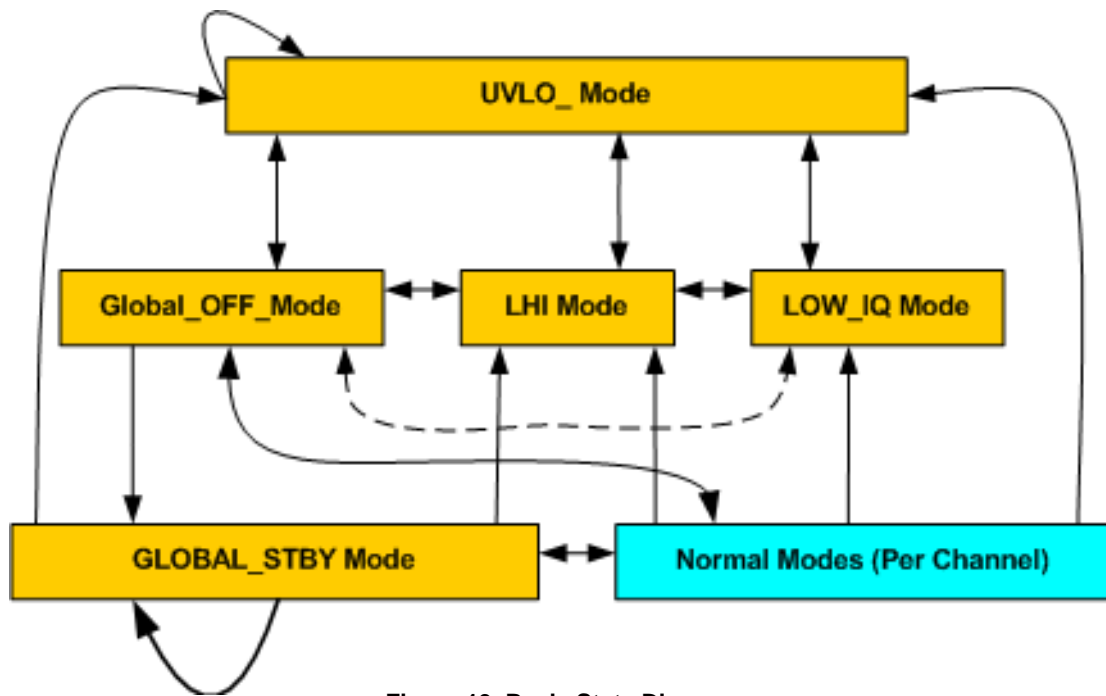 UVLO_ Mode
Global_OFF_Mode
LHI Mode
LOW_IQ Mode
GLOBAL_STBY Mode
Normal Modes (Per Channel)